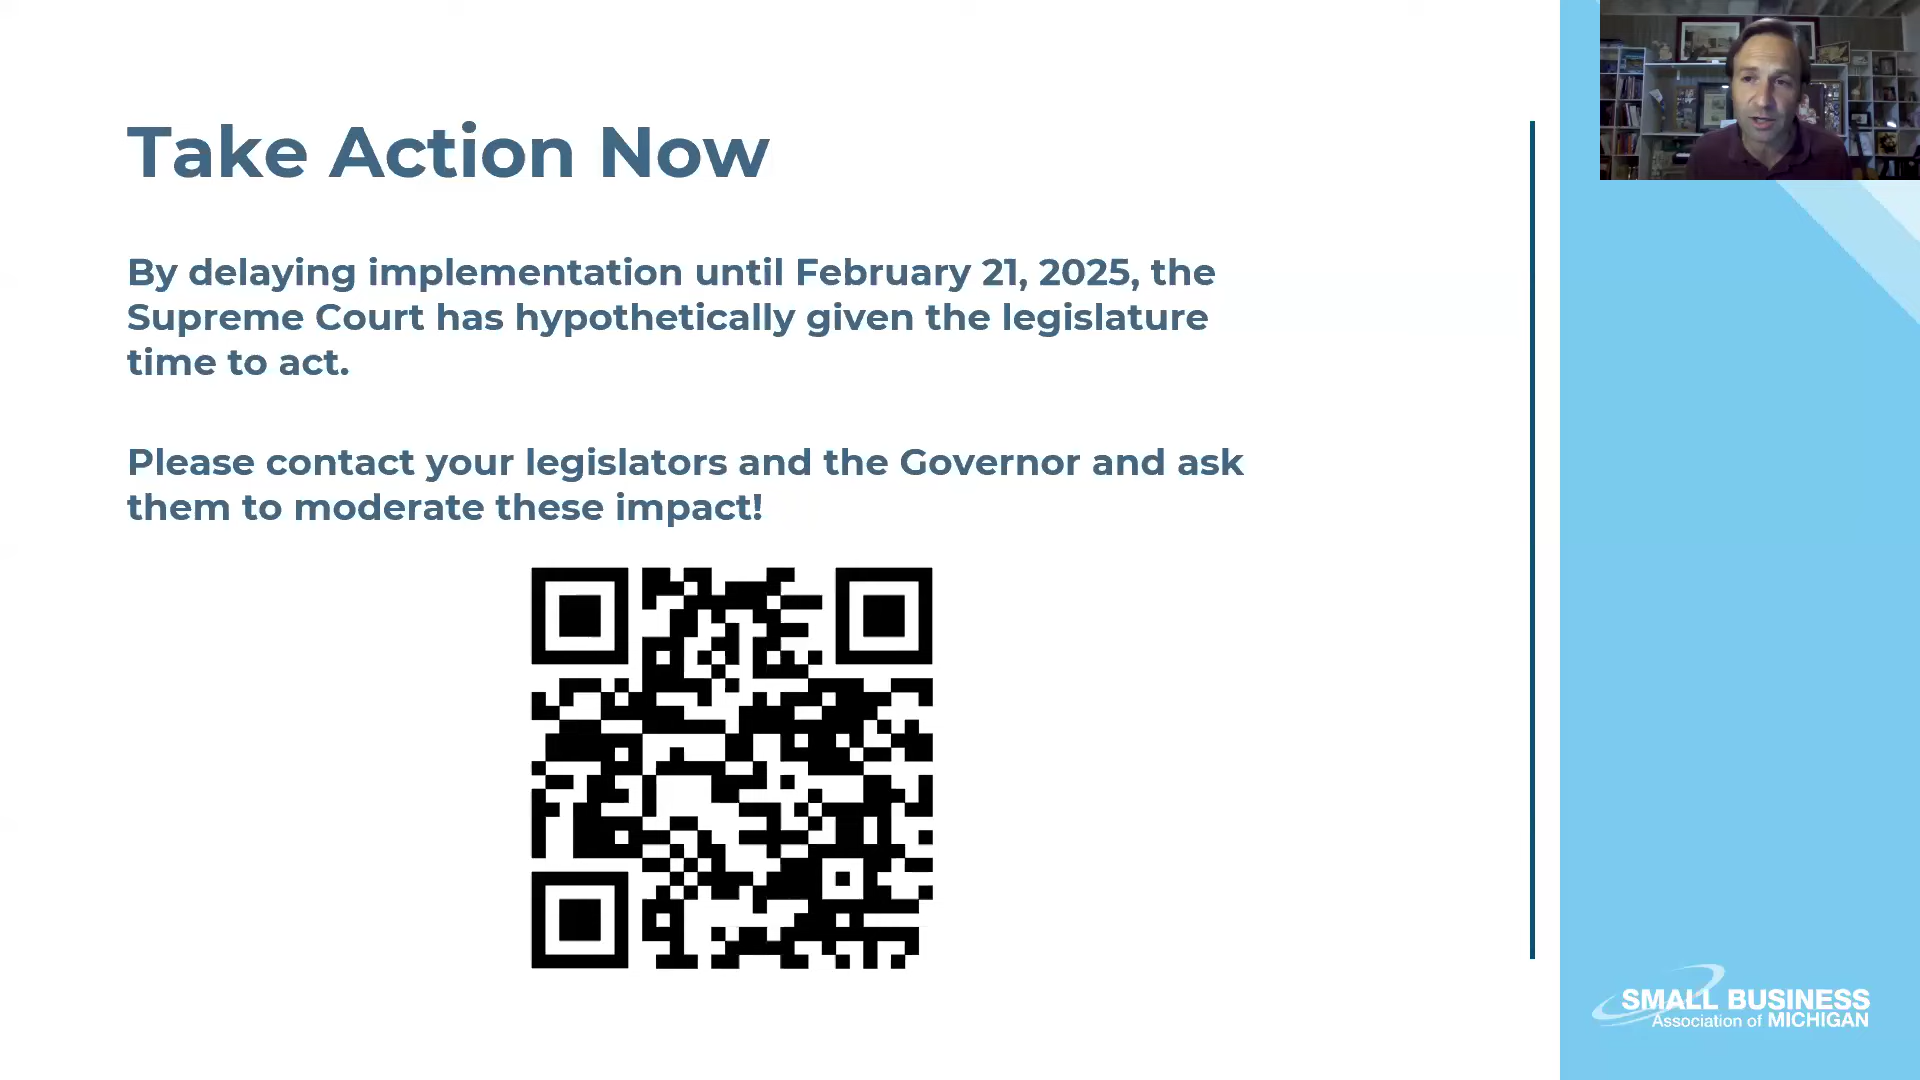 Take Action Now
By delaying implementation until February 21, 2025, the
Supreme Court has hypothetically given the legislature
time to act.
Please contact your legislators and the Governor and ask
them to moderate these impact!
SMALL BUSINESS
Association of MICHIGAN